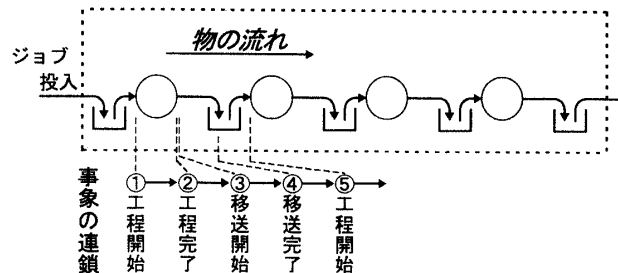 物の流れ
ジョブ
投入
事象の連鎖
①工程開始
②工程完了
③移送開始
④移送完了
⑤工程開始